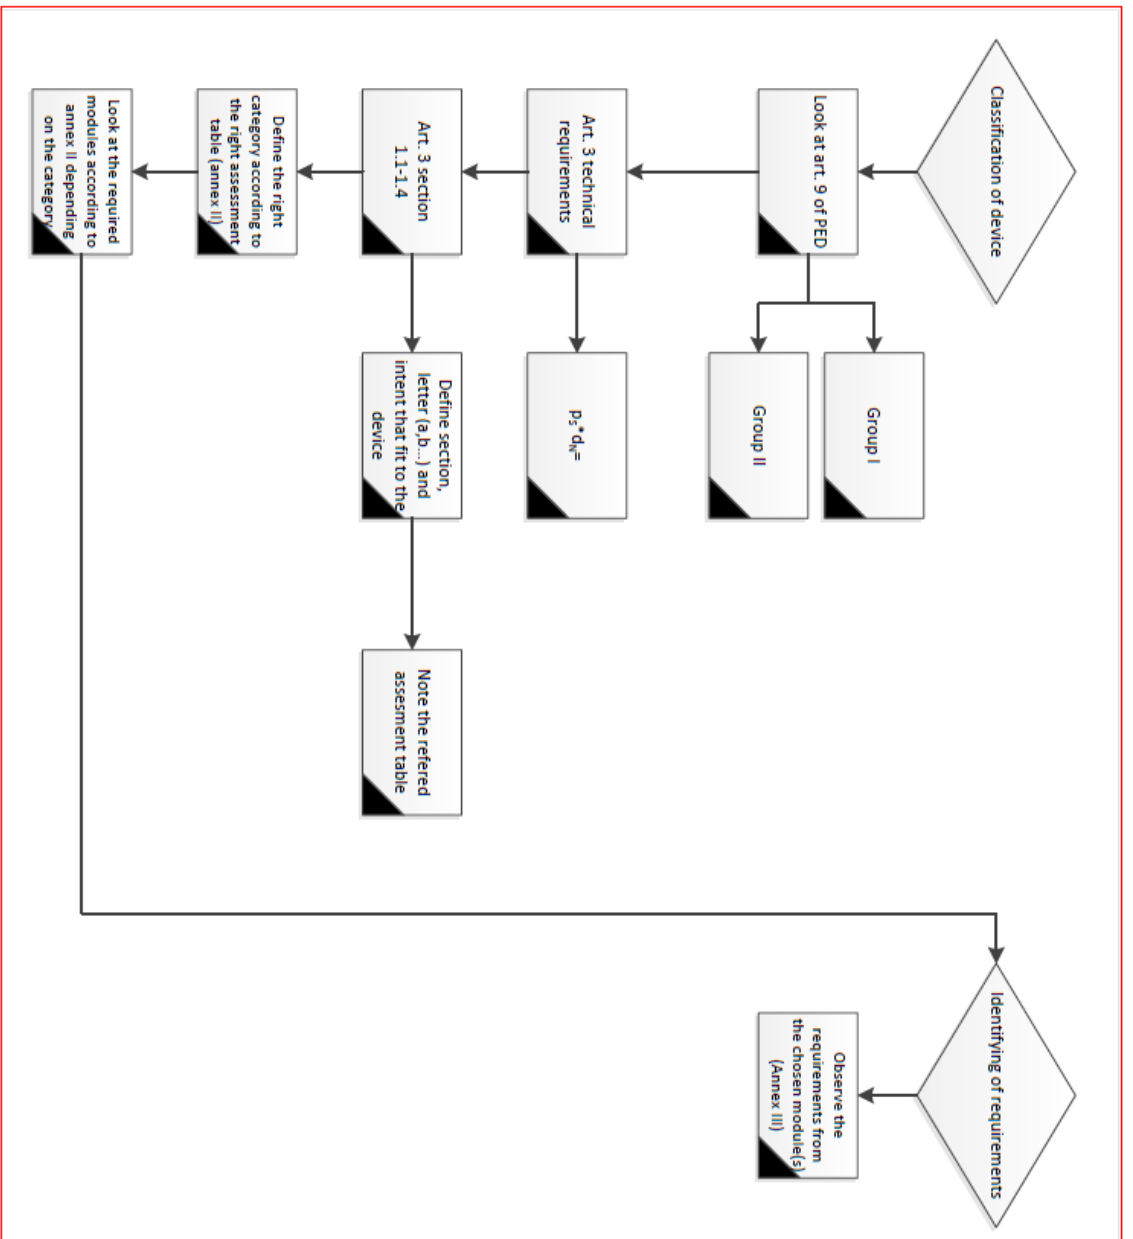 Classification of device
Look at art. 9 of PED
Group I
Group II
Art. 3 technical
requirements
pS*dN=
Art. 3 section
1.1-1.4
Define section,
letter (a,b...) and
intent that fit to the
device
Note the refered
assesment table
Define the right
category according to
the right assessment
table (annex II)
Look at the required
modules according to
annex II depending
on the category
Identifying of requirements
Observe the
requirements from
the chosen module(s)
(Annex III)